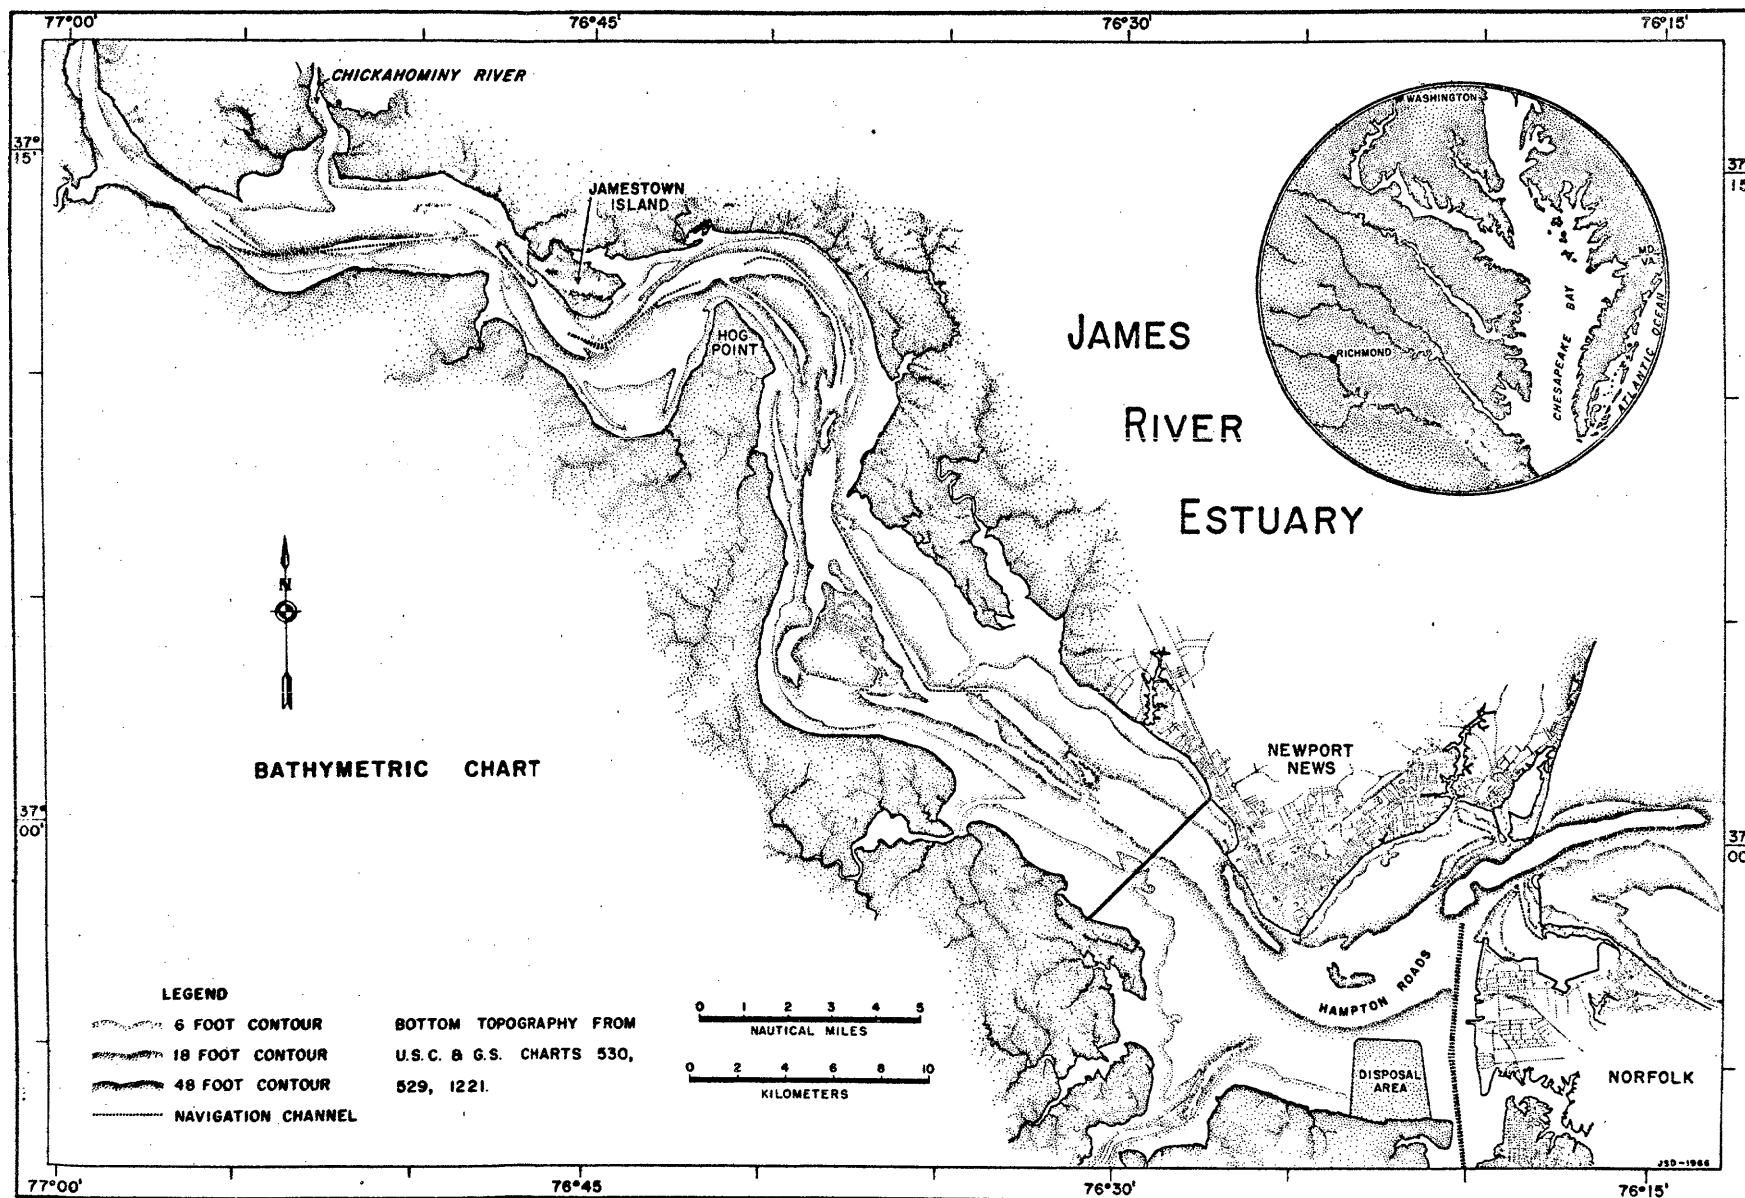 77°00'
76°45'
76°30'
76°15'
CHICKAHOMINY RIVER
WASHINGTON
37°
15'
37°
15'
JAMESTOWN
ISLAND
MD.
VA.
CHESAPEAKE BAY
ATLANTIC OCEAN
RICHMOND
HOG
POINT
JAMES
RIVER
ESTUARY
N
BATHYMETRIC CHART
NEWPORT
NEWS
37°
00'
37°
00'
HAMPTON ROADS
DISPOSAL
AREA
NORFOLK
LEGEND
6 FOOT CONTOUR
18 FOOT CONTOUR
48 FOOT CONTOUR
NAVIGATION CHANNEL
BOTTOM TOPOGRAPHY FROM
U.S.C. & G.S. CHARTS 530,
529, 1221.
0 1 2 3 4 5
NAUTICAL MILES
0 2 4 6 8 10
KILOMETERS
JSD-1966
77°00'
76°45'
76°30'
76°15'